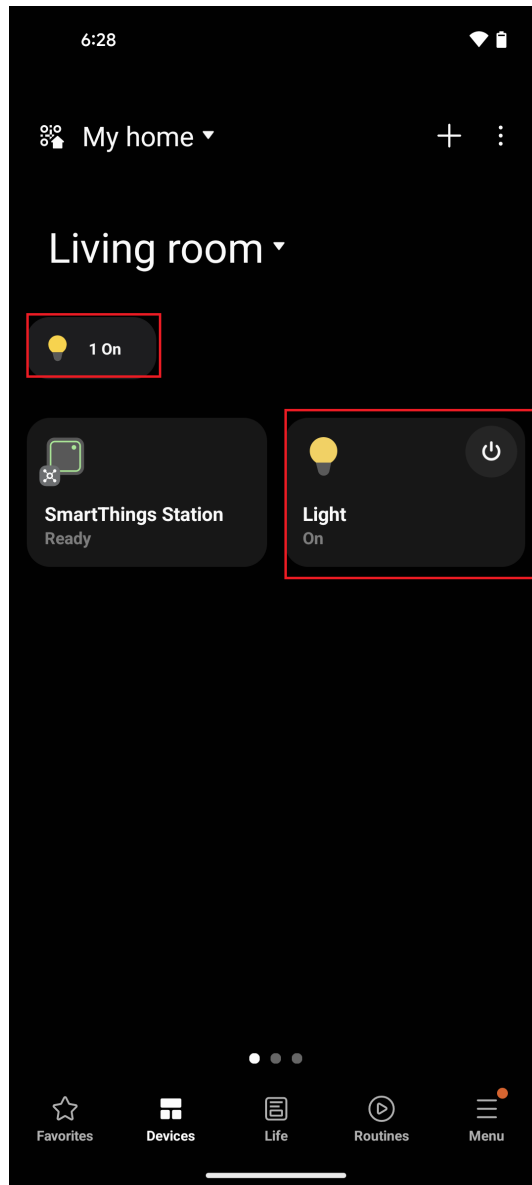 6:28
My home
Living room
1 On
SmartThings Station
Ready
Light
On
Favorites
Devices
Life
Routines
Menu